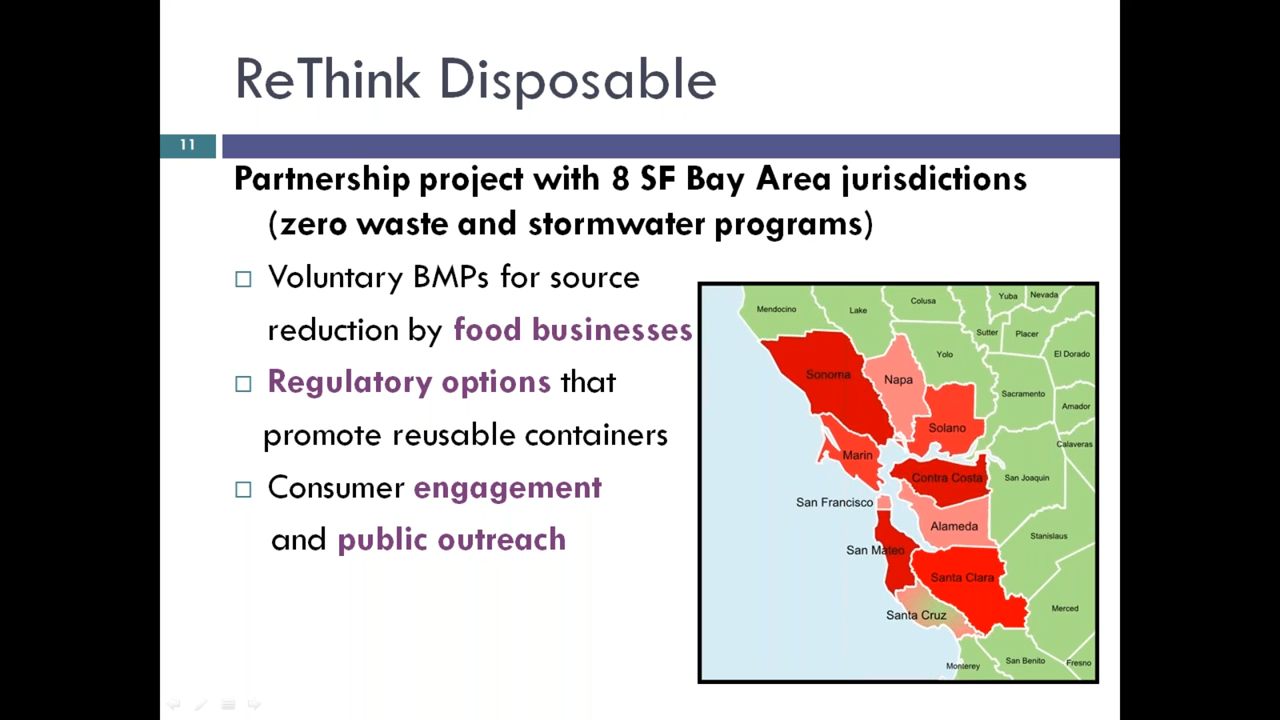 ReThink Disposable
11
Partnership project with 8 SF Bay Area jurisdictions
(zero waste and stormwater programs)
Voluntary BMPs for source
reduction by food businesses
Regulatory options that
promote reusable containers
Consumer engagement
and public outreach
Mendocino
Lake
Colusa
Yuba
Nevada
Sutter
Placer
Yolo
El Dorado
Sonoma
Napa
Sacramento
Amador
Solano
Calaveras
Marin
Contra Costa
San Joaquin
San Francisco
Alameda
Stanislaus
San Mateo
Santa Clara
Santa Cruz
Merced
Monterey
San Benito
Fresno